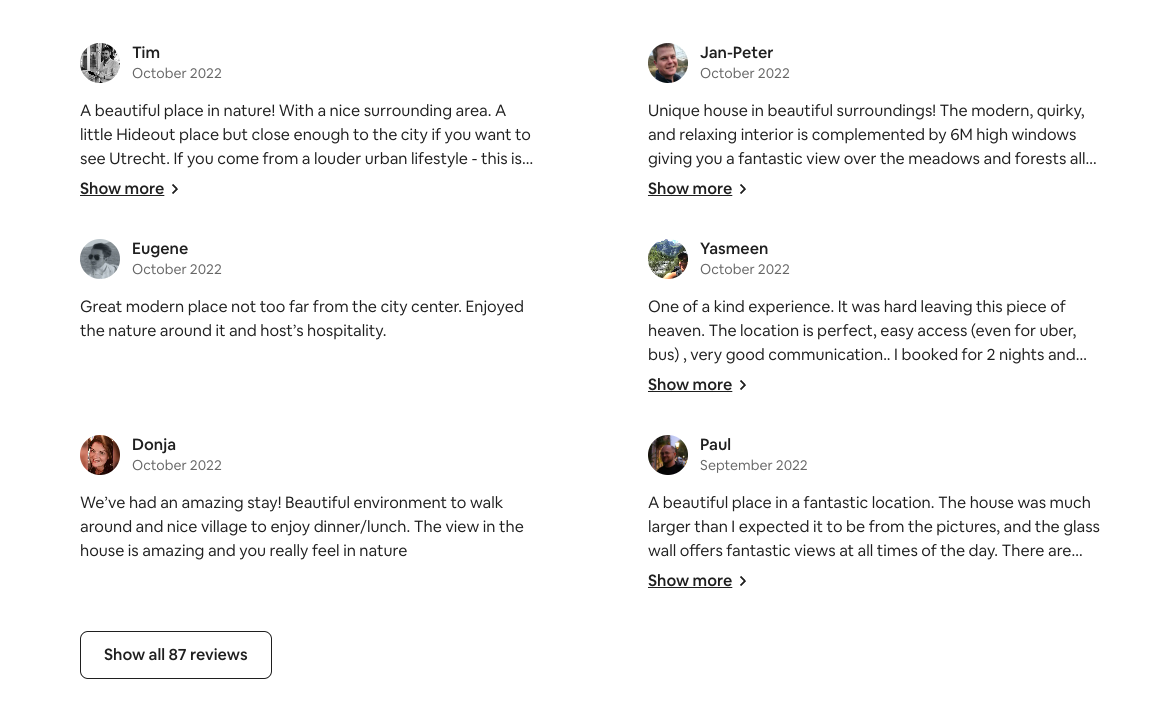 Tim
October 2022
A beautiful place in nature! With a nice surrounding area. A
little Hideout place but close enough to the city if you want to
see Utrecht. If you come from a louder urban lifestyle - this is...
Show more
Jan-Peter
October 2022
Unique house in beautiful surroundings! The modern, quirky,
and relaxing interior is complemented by 6M high windows
giving you a fantastic view over the meadows and forests all...
Show more
Eugene
October 2022
Great modern place not too far from the city center. Enjoyed
the nature around it and host’s hospitality.
Yasmeen
October 2022
One of a kind experience. It was hard leaving this piece of
heaven. The location is perfect, easy access (even for uber,
bus) , very good communication.. I booked for 2 nights and...
Show more
Donja
October 2022
We’ve had an amazing stay! Beautiful environment to walk
around and nice village to enjoy dinner/lunch. The view in the
house is amazing and you really feel in nature
Paul
September 2022
A beautiful place in a fantastic location. The house was much
larger than I expected it to be from the pictures, and the glass
wall offers fantastic views at all times of the day. There are...
Show more
Show all 87 reviews